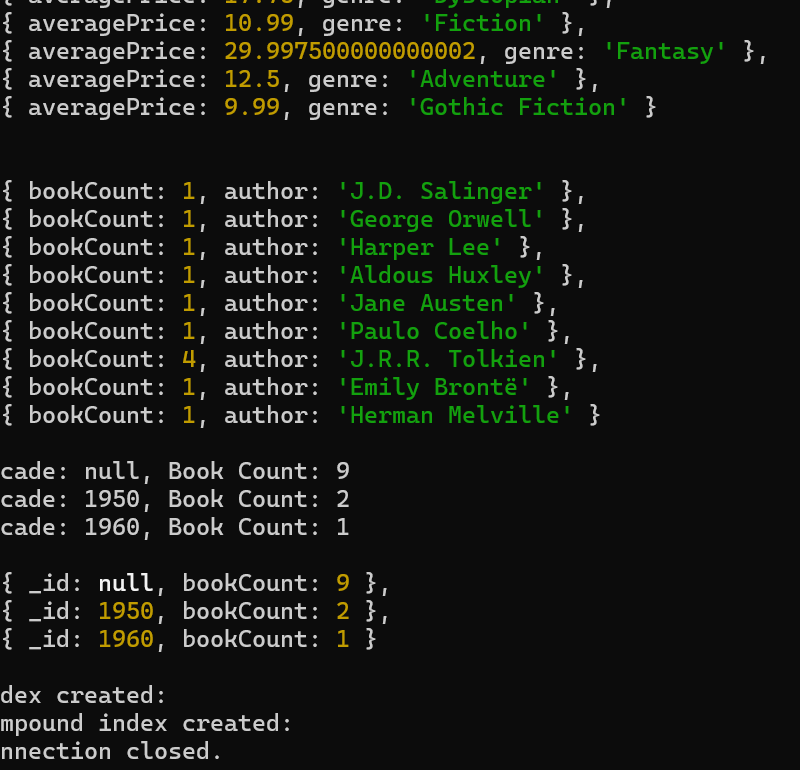 { averagePrice: 17.78, genre: 'Dystopian' },
{ averagePrice: 10.99, genre: 'Fiction' },
{ averagePrice: 29.997500000000002, genre: 'Fantasy' },
{ averagePrice: 12.5, genre: 'Adventure' },
{ averagePrice: 9.99, genre: 'Gothic Fiction' }
{ bookCount: 1, author: 'J.D. Salinger' },
{ bookCount: 1, author: 'George Orwell' },
{ bookCount: 1, author: 'Harper Lee' },
{ bookCount: 1, author: 'Aldous Huxley' },
{ bookCount: 1, author: 'Jane Austen' },
{ bookCount: 1, author: 'Paulo Coelho' },
{ bookCount: 4, author: 'J.R.R. Tolkien' },
{ bookCount: 1, author: 'Emily Brontë' },
{ bookCount: 1, author: 'Herman Melville' }
cade: null, Book Count: 9
cade: 1950, Book Count: 2
cade: 1960, Book Count: 1
{ _id: null, bookCount: 9 },
{ _id: 1950, bookCount: 2 },
{ _id: 1960, bookCount: 1 }
dex created:
mpound index created:
nnection closed.